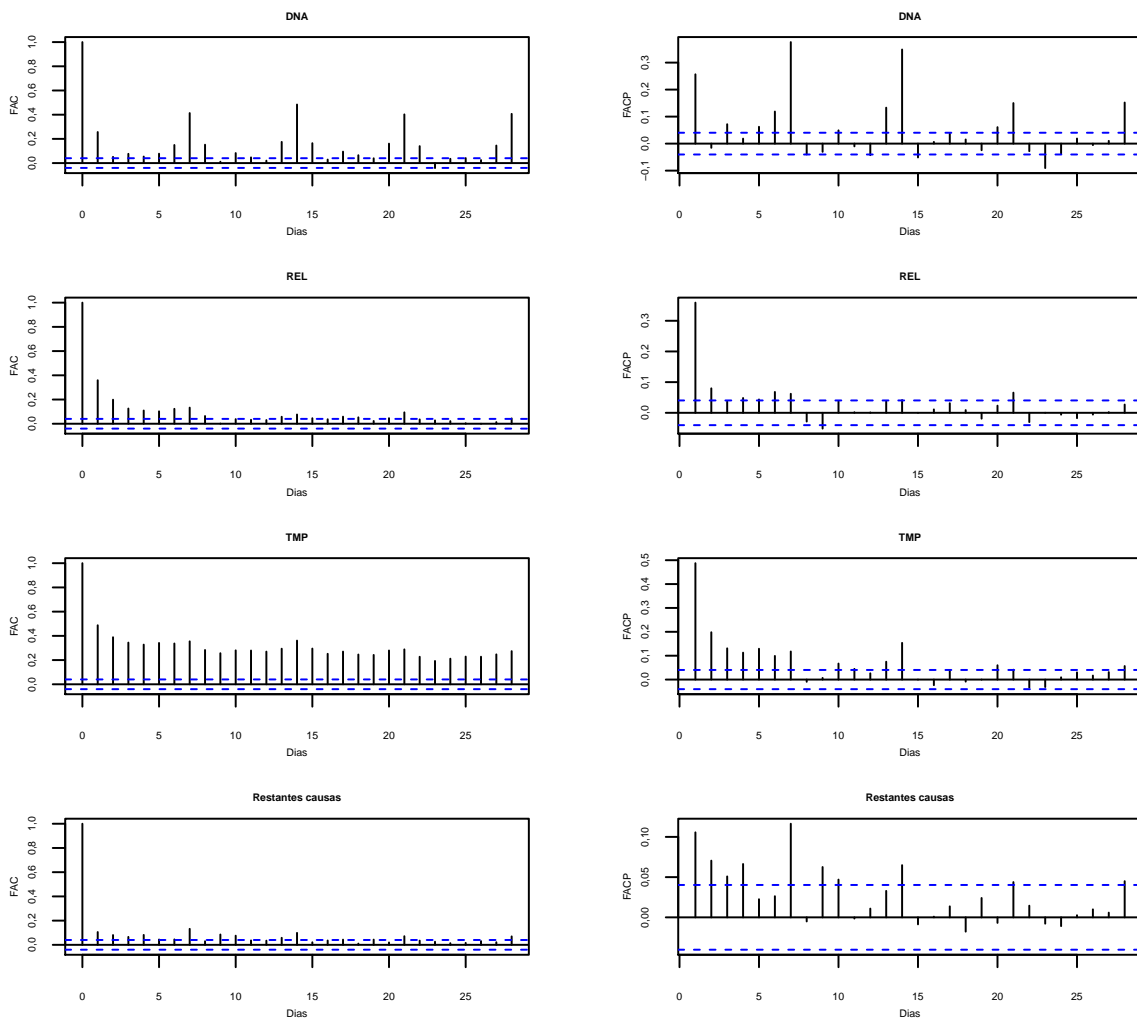 DNA
FAC
0,0 0,2 0,4 0,6 0,8 1,0
0 5 10 15 20 25
Dias
DNA
FACP
−0,1 0,0 0,1 0,2 0,3
0 5 10 15 20 25
Dias
REL
FAC
0,0 0,2 0,4 0,6 0,8 1,0
0 5 10 15 20 25
Dias
REL
FACP
0,0 0,1 0,2 0,3
0 5 10 15 20 25
Dias
TMP
FAC
0,0 0,2 0,4 0,6 0,8 1,0
0 5 10 15 20 25
Dias
TMP
FACP
0,0 0,1 0,2 0,3 0,4 0,5
0 5 10 15 20 25
Dias
Restantes causas
FAC
0,0 0,2 0,4 0,6 0,8 1,0
0 5 10 15 20 25
Dias
Restantes causas
FACP
0,00 0,05 0,10
0 5 10 15 20 25
Dias